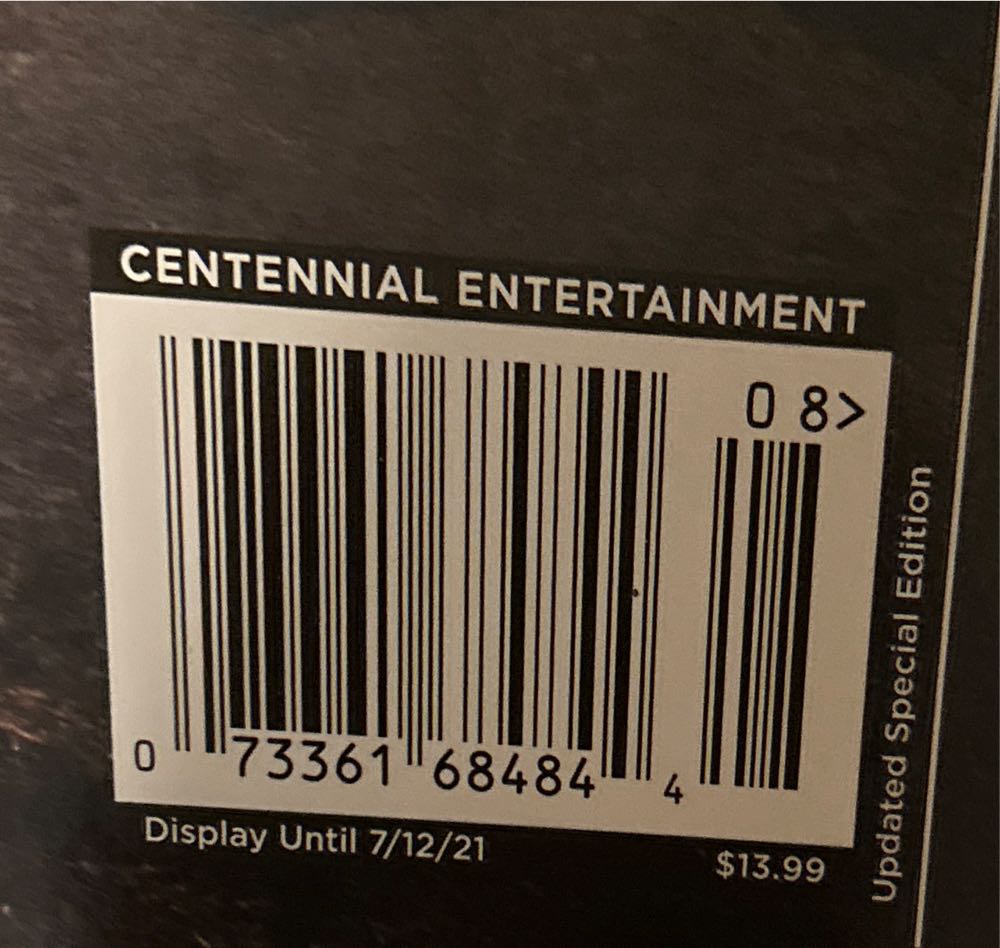 CENTENNIAL ENTERTAINMENT
0 8>
0 73361 68484 4
Display Until 7/12/21
$13.99
Updated Special Edition